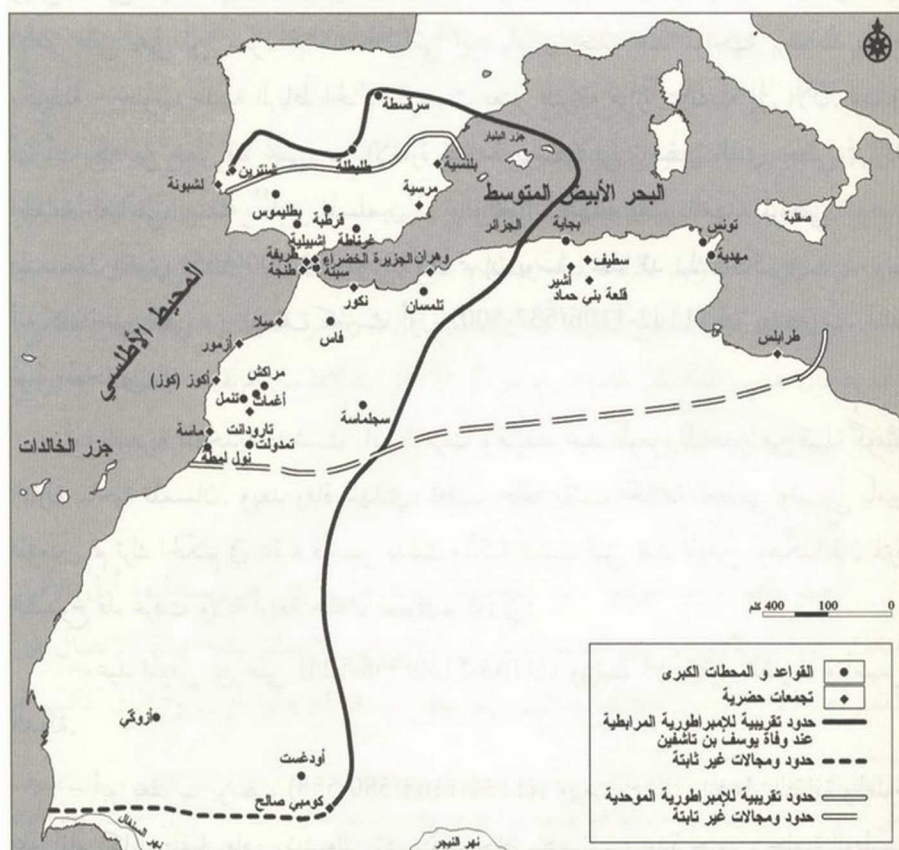 سرقسطة
جزر البليار
شنترين
طليطلة
بلنسية
لشبونة
مرسية
البحر الأبيض المتوسط
بطليموس
قرطبة
صقلية
إشبيلية
غرناطة
الجزائر
بجاية
تونس
طريفة
الجزيرة الخضراء
وهران
سطيف
مهدية
طنجة
سبتة
أشير
نكور
تلمسان
قلعة بني حماد
المحيط الأطلسي
سلا
فاس
أزمور
طرابلس
مراكش
أكوز (كوز)
أغمات
تنمل
سجلماسة
تارودانت
ماسة
تمدولت
جزر الخالدات
نول لمطة
400 100 0 كلم
القواعد و المحطات الكبرى
تجمعات حضرية
أزوكي
حدود تقريبية للإمبراطورية المرابطية
عند وفاة يوسف بن تاشفين
أودغست
حدود ومجالات غير ثابتة
كومبي صالح
حدود تقريبية للإمبراطورية الموحدية
حدود ومجالات غير ثابتة
نهر النيجر